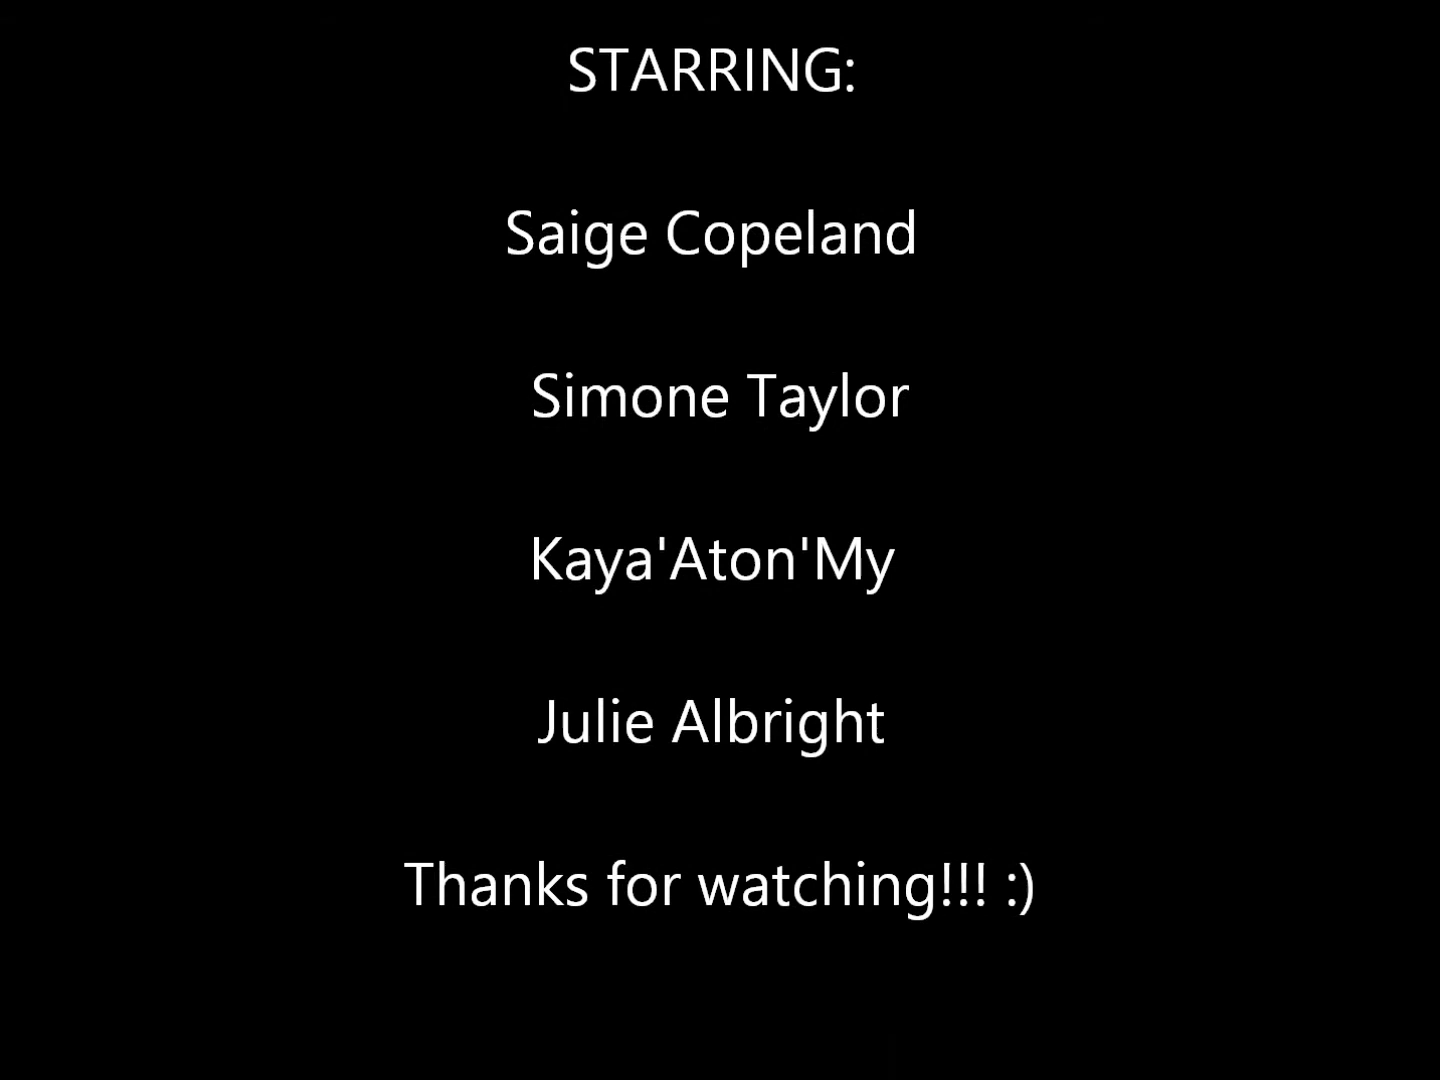 STARRING:
Saige Copeland
Simone Taylor
Kaya'Aton'My
Julie Albright
Thanks for watching!!! :)